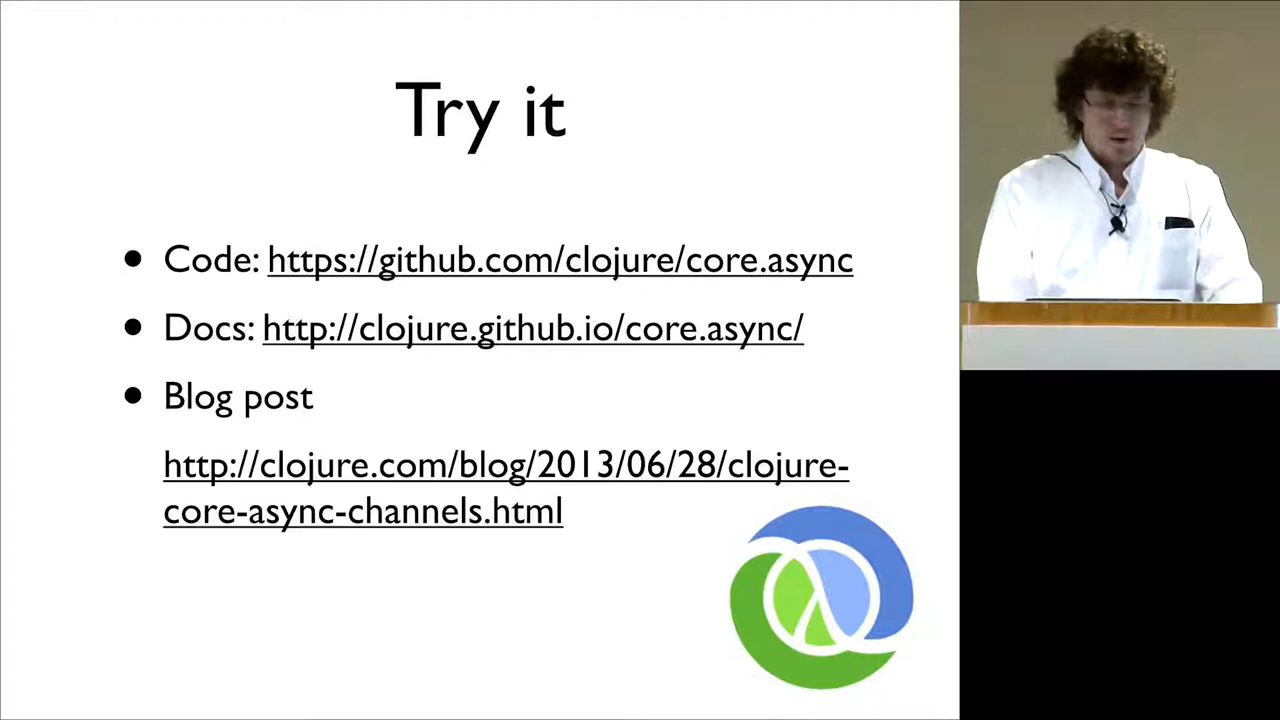 Try it
• Code: https://github.com/clojure/core.async
• Docs: http://clojure.github.io/core.async/
• Blog post
http://clojure.com/blog/2013/06/28/clojure-
core-async-channels.html